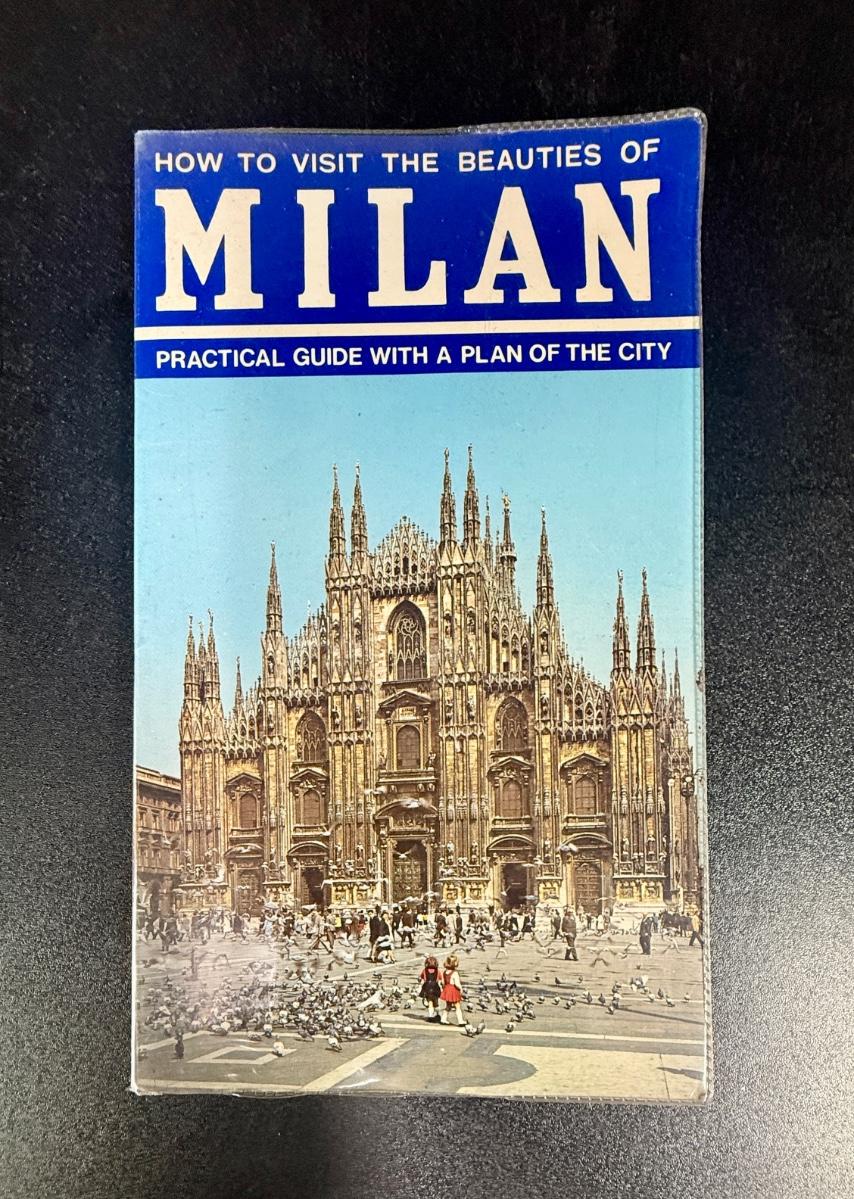 HOW TO VISIT THE BEAUTIES OF
MILAN
PRACTICAL GUIDE WITH A PLAN OF THE CITY